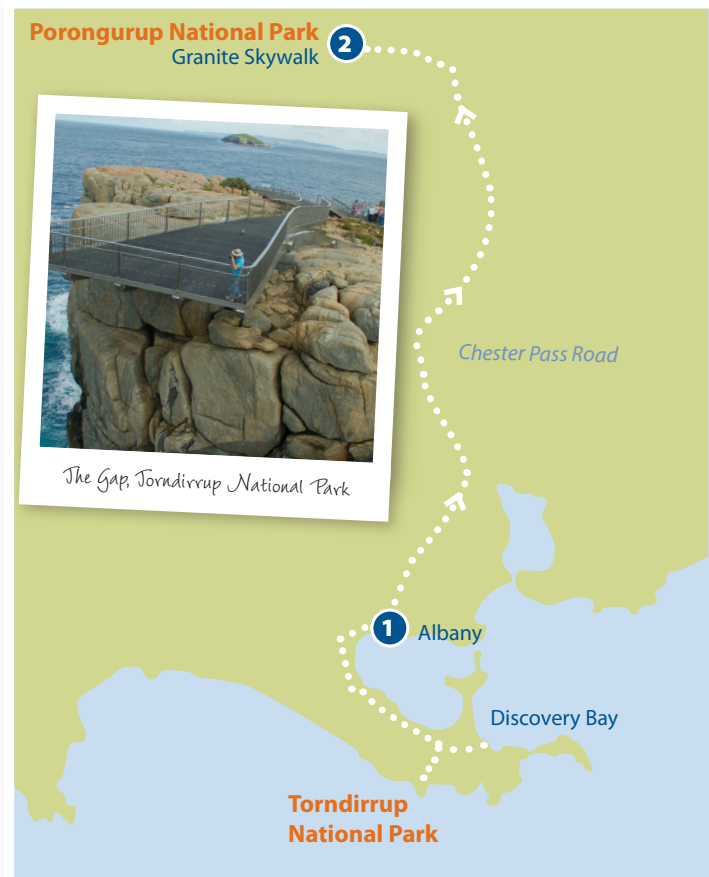 Porongurup National Park
Granite Skywalk
2
The Gap, Torndirrup National Park
Chester Pass Road
1
Albany
Discovery Bay
Torndirrup
National Park